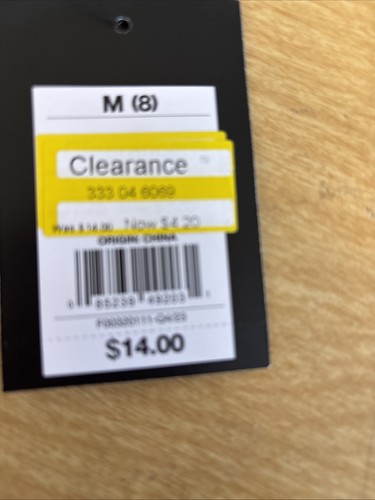 M (8)
Clearance
333 04 6069
Was $14.00 Now $4.20
ORIGIN: CHINA
$14.00